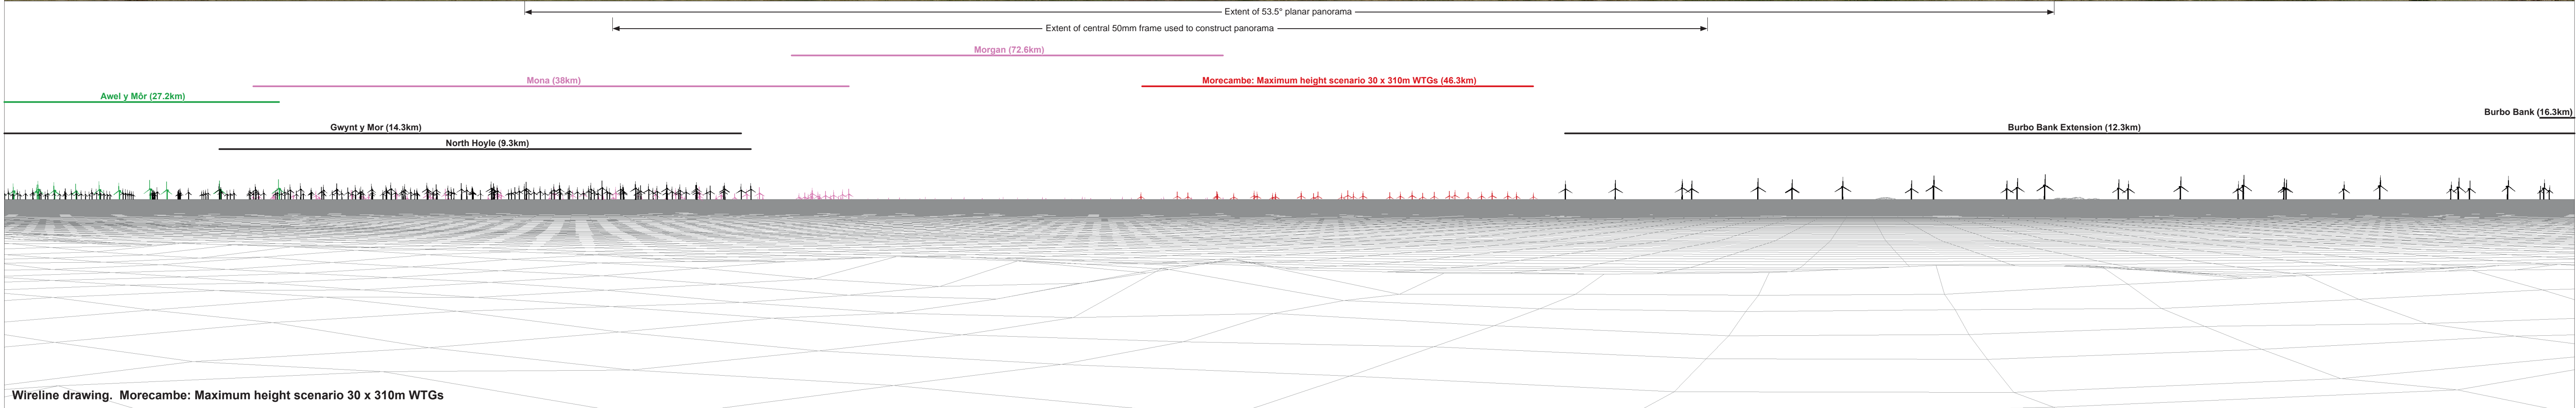 Extent of 53.5° planar panorama
Extent of central 50mm frame used to construct panorama
Morgan (72.6km)
Mona (38km)
Morecambe: Maximum height scenario 30 x 310m WTGs (46.3km)
Awel y Môr (27.2km)
Burbo Bank (16.3km)
Gwynt y Mor (14.3km)
Burbo Bank Extension (12.3km)
North Hoyle (9.3km)
Wireline drawing. Morecambe: Maximum height scenario 30 x 310m WTGs